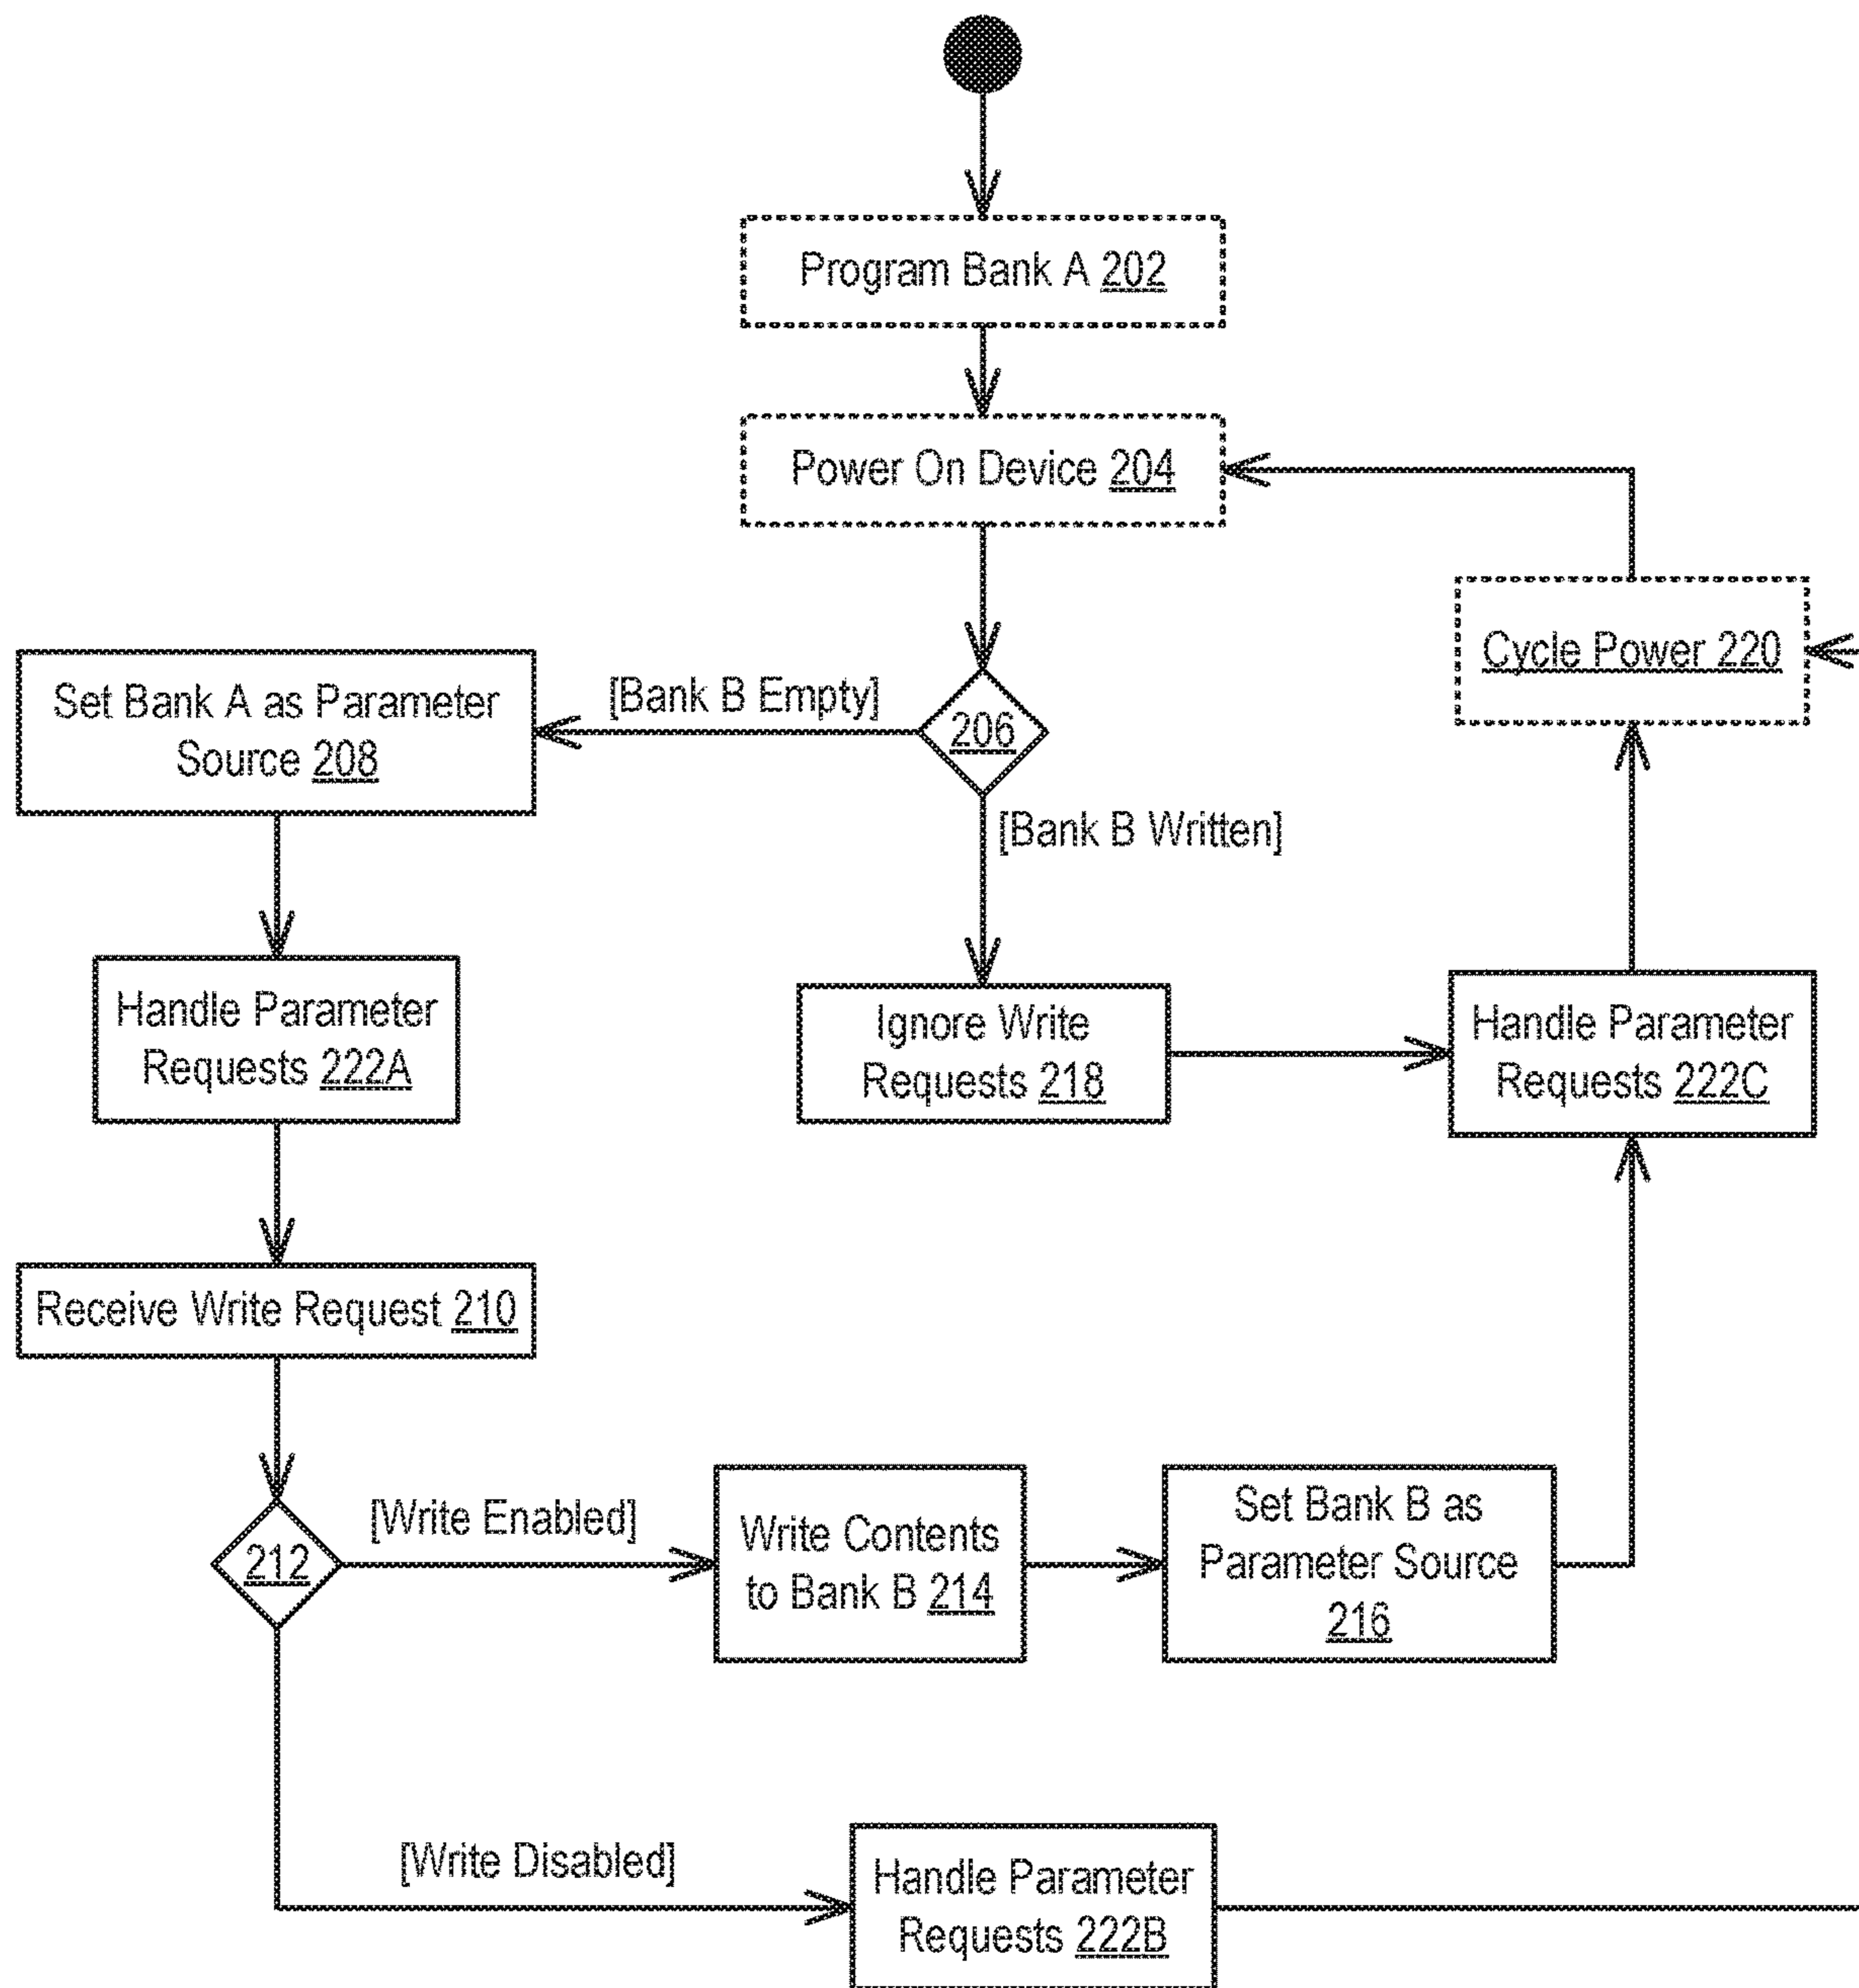 Program Bank A 202
Power On Device 204
Cycle Power 220
Set Bank A as Parameter
Source 208
[Bank B Empty]
206
[Bank B Written]
Handle Parameter
Requests 222A
Ignore Write
Requests 218
Handle Parameter
Requests 222C
Receive Write Request 210
212
[Write Enabled]
Write Contents
to Bank B 214
Set Bank B as
Parameter Source
216
[Write Disabled]
Handle Parameter
Requests 222B